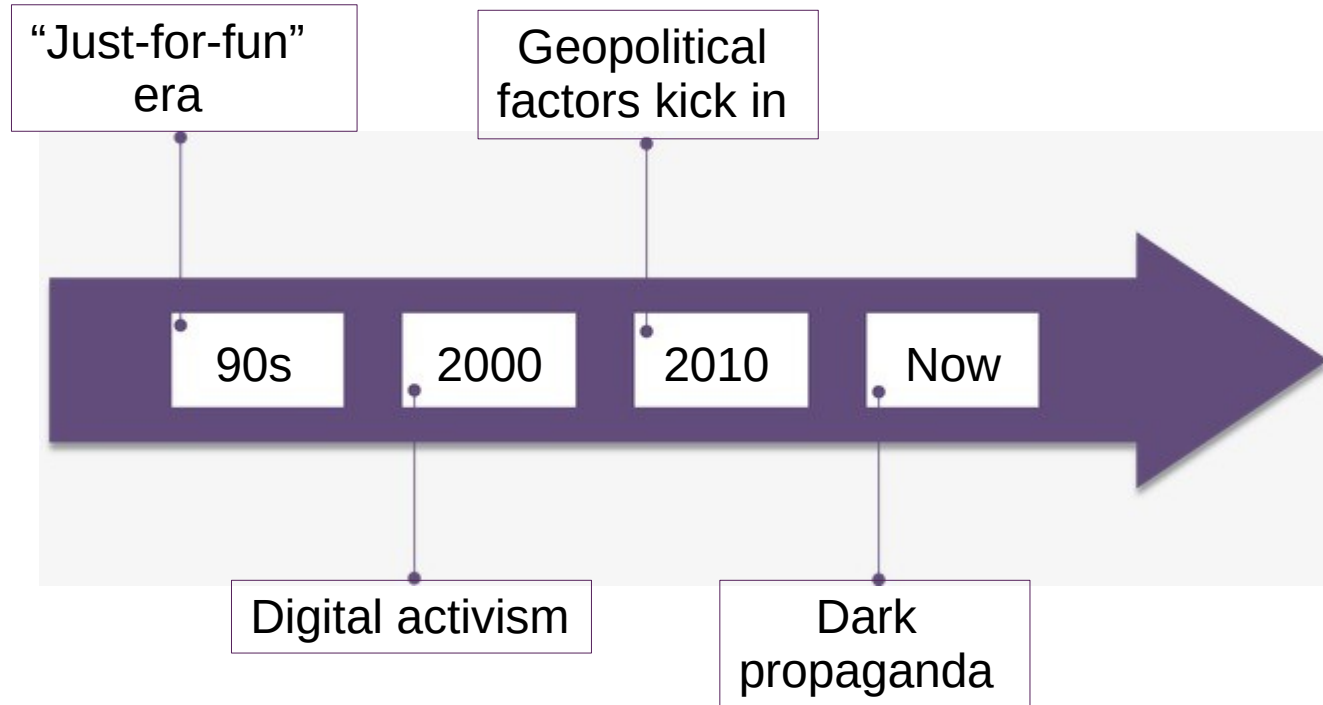 “Just-for-fun”
era
Geopolitical
factors kick in
90s
2000
2010
Now
Digital activism
Dark
propaganda